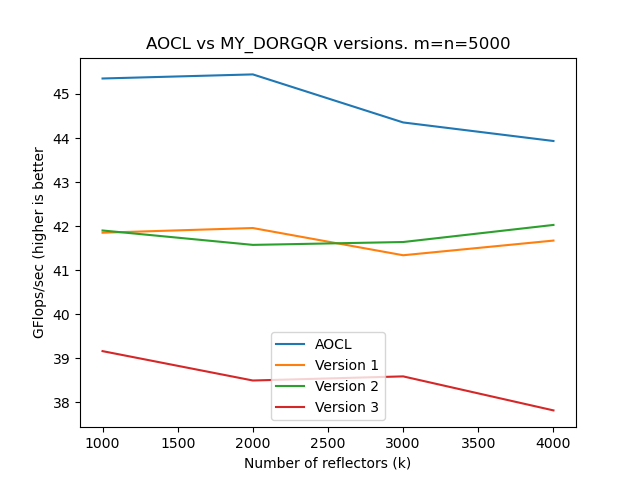 AOCL vs MY_DORGQR versions. m=n=5000
GFlops/sec (higher is better
45
44
43
42
41
40
39
38
AOCL
Version 1
Version 2
Version 3
1000 1500 2000 2500 3000 3500 4000
Number of reflectors (k)